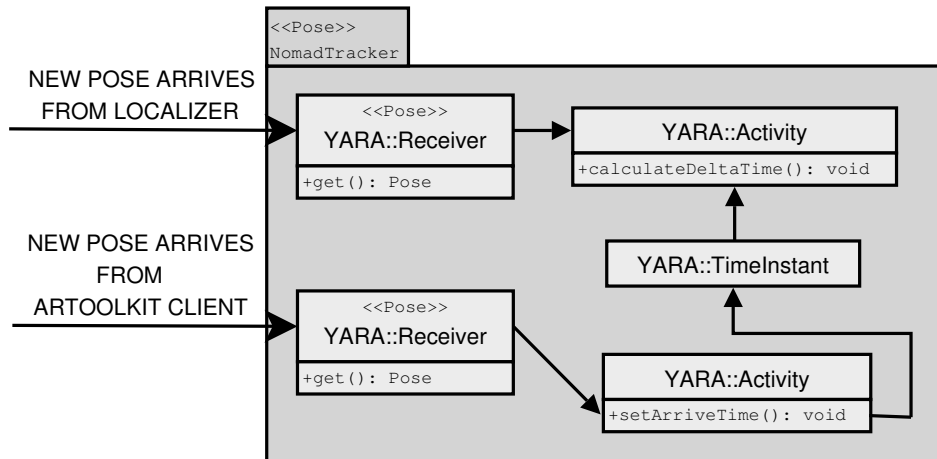 <<Pose>>
NomadTracker
NEW POSE ARRIVES
FROM LOCALIZER
<<Pose>>
YARA::Receiver
+get(): Pose
YARA::Activity
+calculateDeltaTime(): void
YARA::TimeInstant
NEW POSE ARRIVES
FROM
ARTOOLKIT CLIENT
<<Pose>>
YARA::Receiver
+get(): Pose
YARA::Activity
+setArriveTime(): void